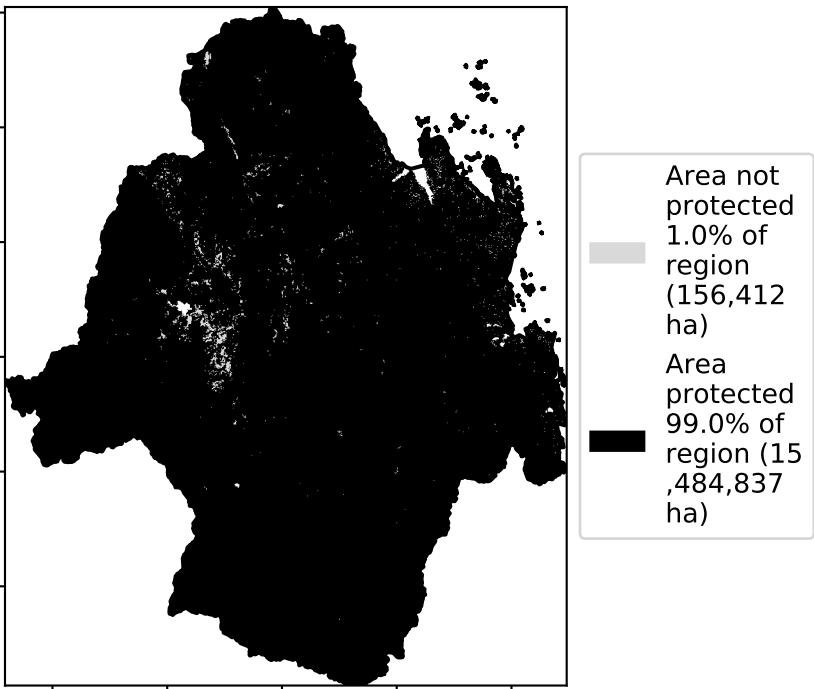 Area not
protected
1.0% of
region
(156,412
ha)
Area
protected
99.0% of
region (15
,484,837
ha)